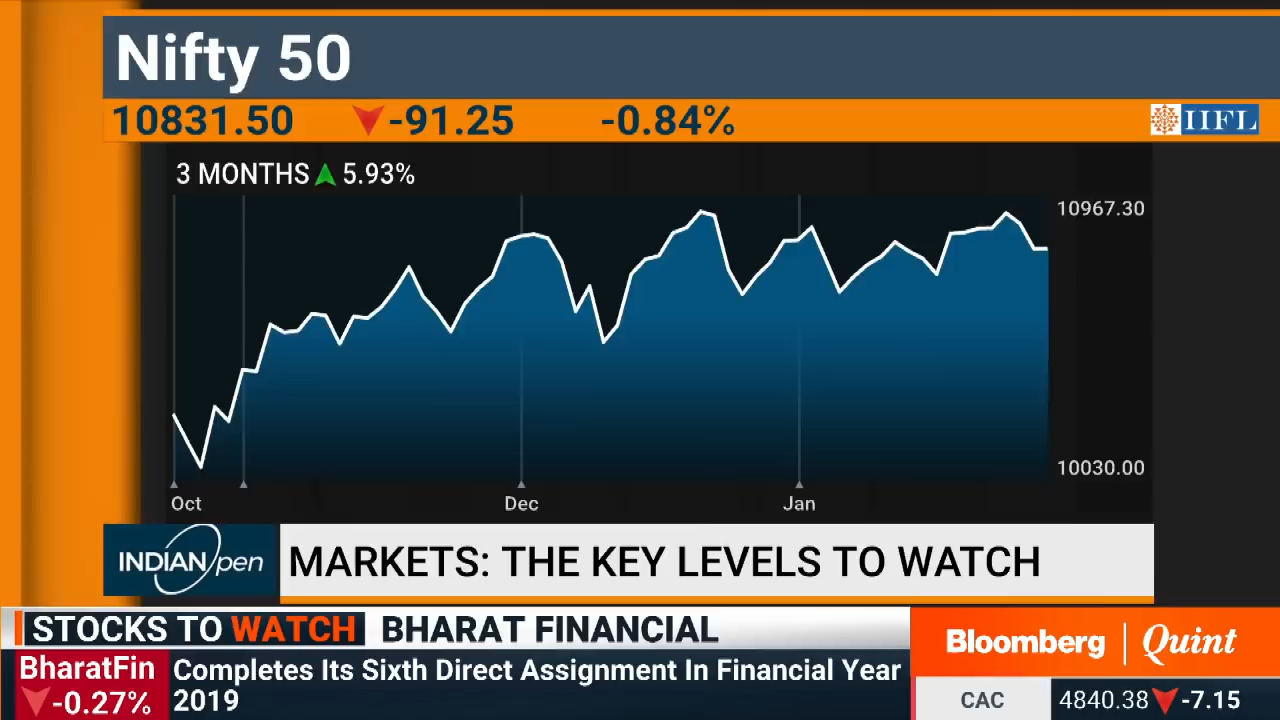 Nifty 50
10831.50 -91.25 -0.84%
IIFL
3 MONTHS 5.93%
10967.30
10030.00
Oct Dec Jan
INDIAN Open
MARKETS: THE KEY LEVELS TO WATCH
STOCKS TO WATCH BHARAT FINANCIAL
BharatFin
-0.27%
Completes Its Sixth Direct Assignment In Financial Year
2019
Bloomberg | Quint
CAC 4840.38 -7.15